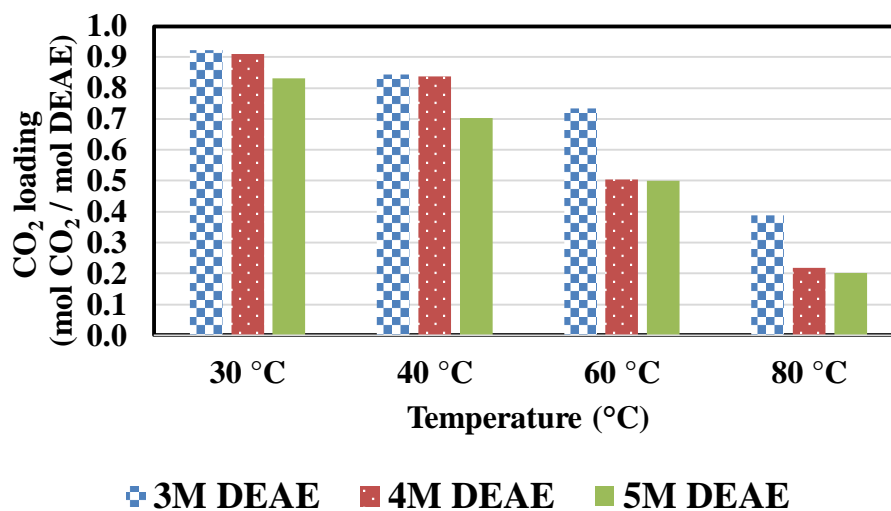 CO₂ loading
(mol CO₂ / mol DEAE)
1.0
0.9
0.8
0.7
0.6
0.5
0.4
0.3
0.2
0.1
0.0
30 °C 40 °C 60 °C 80 °C
Temperature (°C)
3M DEAE 4M DEAE 5M DEAE